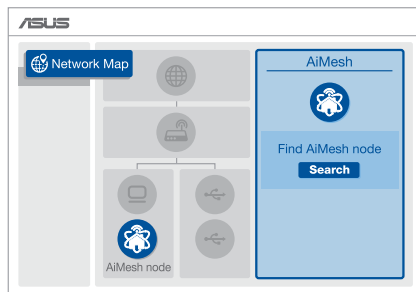 ASUS
Network Map
AiMesh
Find AiMesh node
Search
AiMesh node